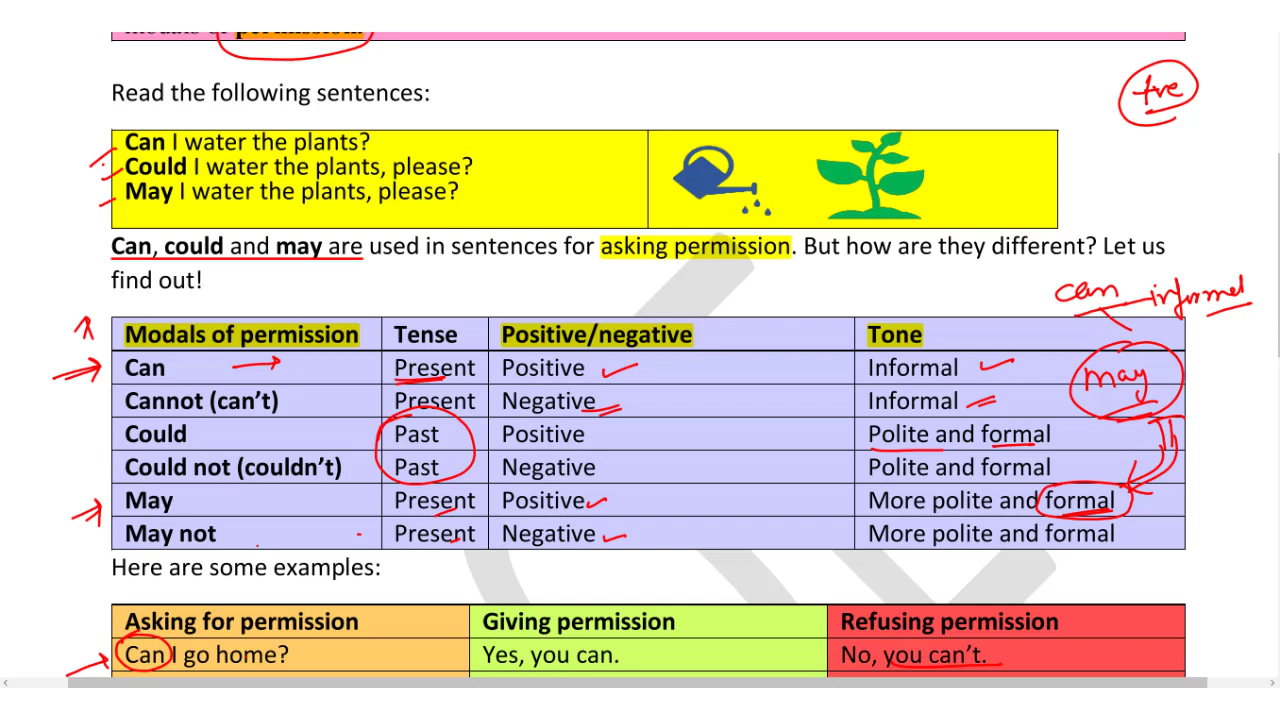 modals of permission.
Read the following sentences:
+ve
Can I water the plants?
Could I water the plants, please?
May I water the plants, please?
Can, could and may are used in sentences for asking permission. But how are they different? Let us
find out!
can informal
Modals of permission Tense Positive/negative Tone
Can Present Positive Informal
may
Cannot (can't) Present Negative Informal
Could Past Positive Polite and formal
Could not (couldn't) Past Negative Polite and formal
May Present Positive More polite and formal
May not Present Negative More polite and formal
Here are some examples:
Asking for permission Giving permission Refusing permission
Can I go home? Yes, you can. No, you can't.